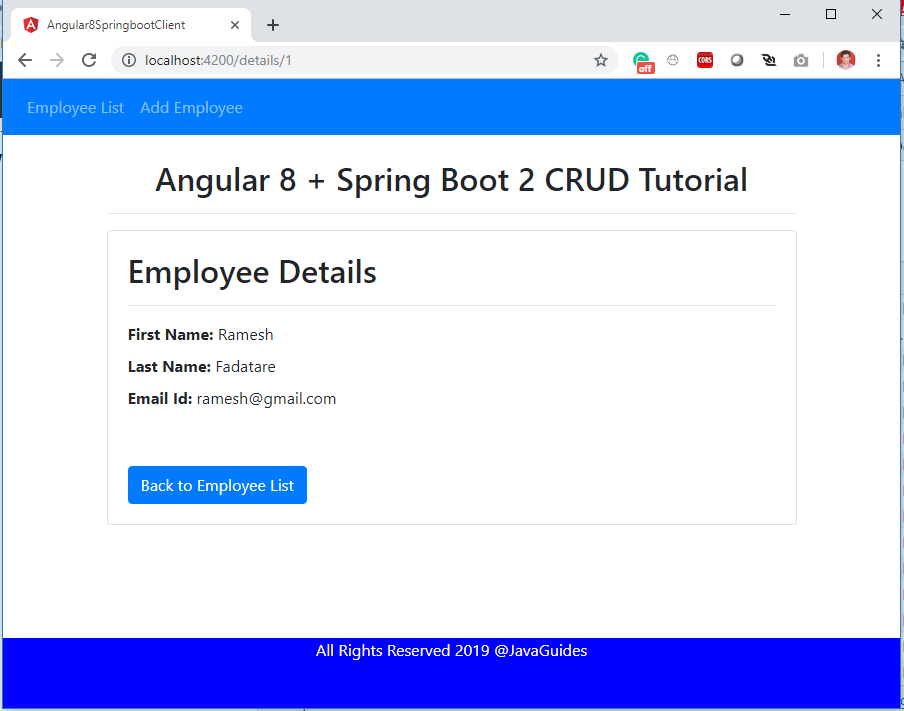 Angular8SpringbootClient
localhost:4200/details/1
off
CORS
Employee List Add Employee
Angular 8 + Spring Boot 2 CRUD Tutorial
Employee Details
First Name: Ramesh
Last Name: Fadatare
Email Id: ramesh@gmail.com
Back to Employee List
All Rights Reserved 2019 @JavaGuides